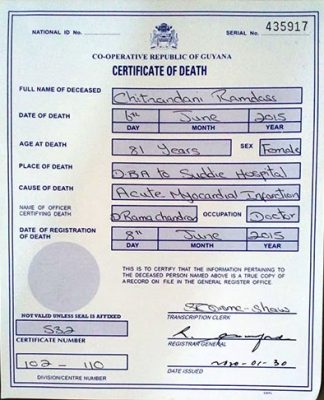 NATIONAL ID No. SERIAL No. 435917
CO-OPERATIVE REPUBLIC OF GUYANA
CERTIFICATE OF DEATH
FULL NAME OF DECEASED Chitrandani Ramdass
DATE OF DEATH 6th June 2015
DAY MONTH YEAR
AGE AT DEATH 81 Years SEX Female
PLACE OF DEATH D.B.A to Suddie Hospital
CAUSE OF DEATH Acute Myocardial Infarction
NAME OF OFFICER CERTIFYING DEATH D Ramachandra OCCUPATION Doctor
DATE OF REGISTRATION OF DEATH 8th June 2015
DAY MONTH YEAR
THIS IS TO CERTIFY THAT THE INFORMATION PERTAINING TO
THE DECEASED PERSON NAMED ABOVE IS A TRUE COPY OF
A RECORD ON FILE IN THE GENERAL REGISTER OFFICE.
NOT VALID UNLESS SEAL IS AFFIXED
TRANSCRIPTION CLERK
532
CERTIFICATE NUMBER
REGISTRAR GENERAL
102 - 110
DIVISION/CENTRE NUMBER
DATE ISSUED